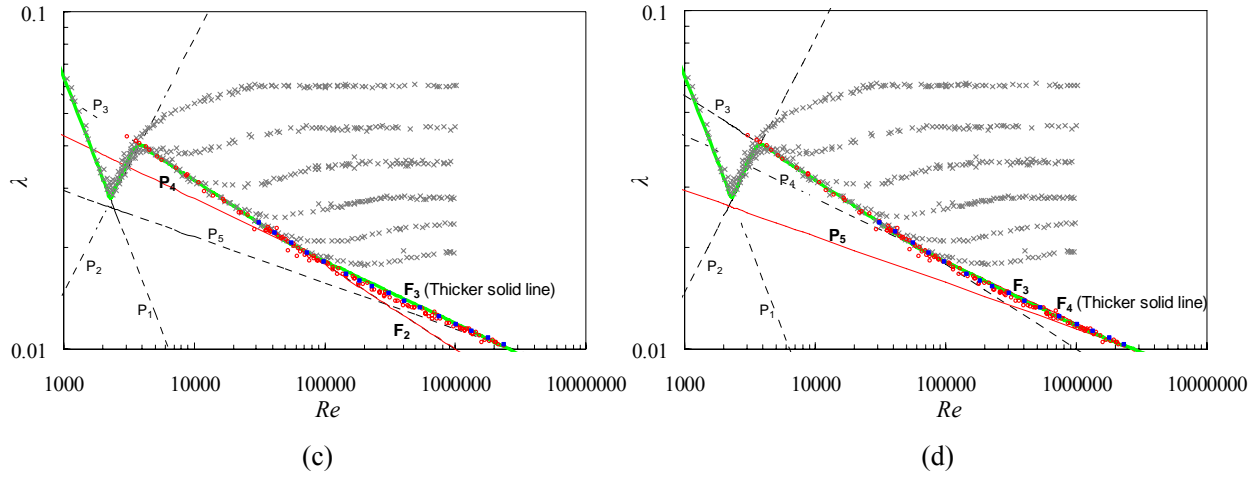 0.1
λ
0.01
P3
P4
P5
P2
P1
F3 (Thicker solid line)
F2
1000 10000 100000 1000000 10000000
Re
(c)
0.1
λ
0.01
P3
P4
P5
P2
P1
F3
F4 (Thicker solid line)
1000 10000 100000 1000000 10000000
Re
(d)